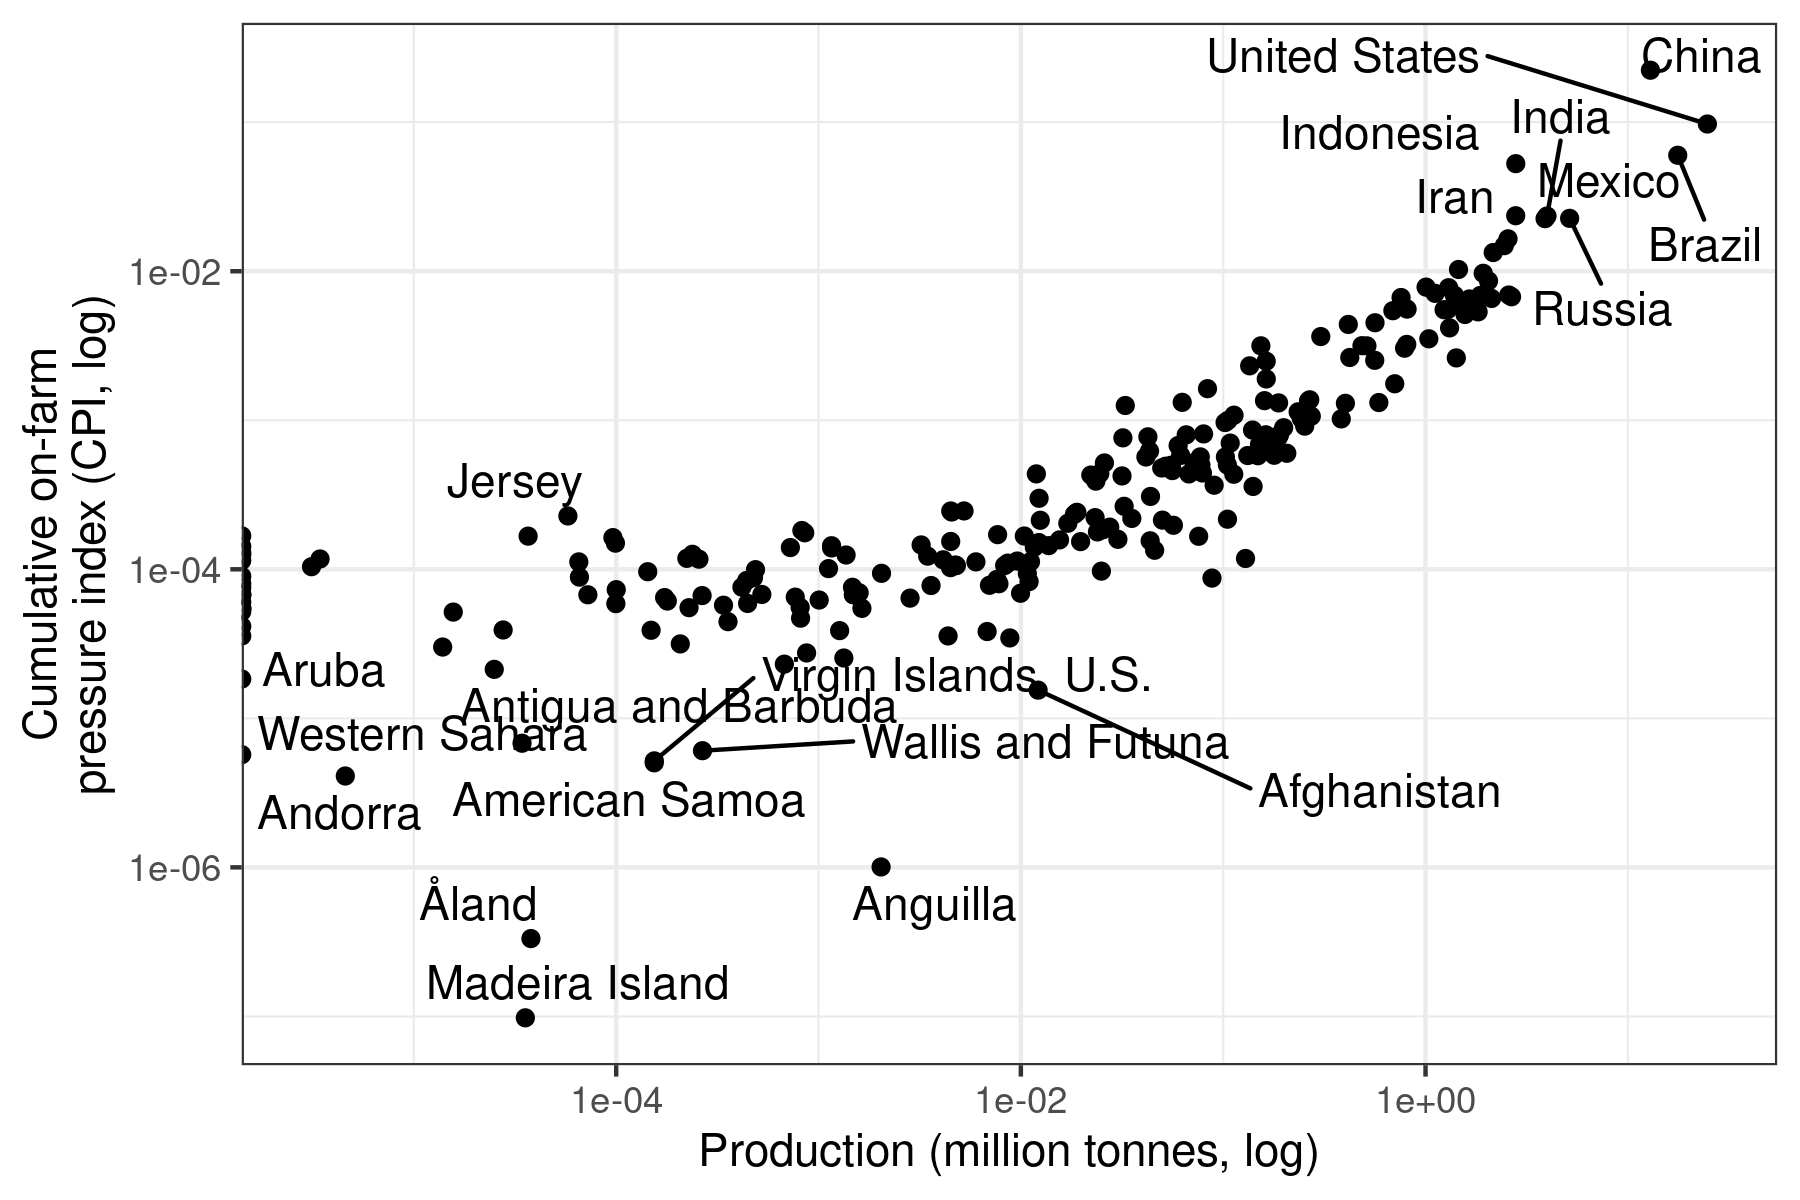 United States
China
India
Indonesia
Mexico
Iran
Brazil
Russia
Jersey
Aruba
Virgin Islands, U.S.
Antigua and Barbuda
Western Sahara
Wallis and Futuna
American Samoa
Afghanistan
Andorra
Åland
Anguilla
Madeira Island
1e-02
1e-04
1e-06
1e-04
1e-02
1e+00
Cumulative on-farm
pressure index (CPI, log)
Production (million tonnes, log)